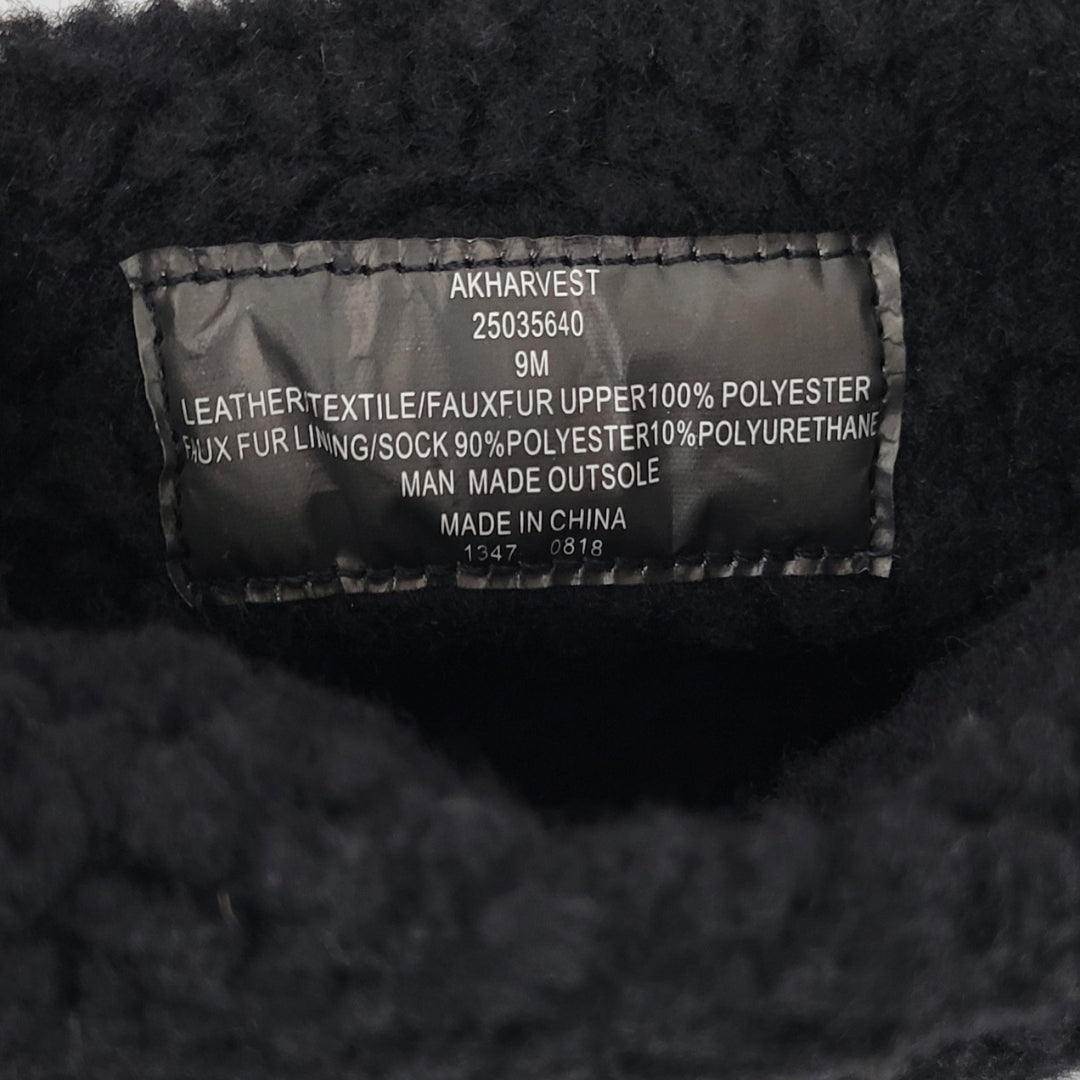 AKHARVEST
25035640
9M
LEATHER/TEXTILE/FAUXFUR UPPER100% POLYESTER
FAUX FUR LINING/SOCK 90%POLYESTER10%POLYURETHANE
MAN MADE OUTSOLE
MADE IN CHINA
1347 0818